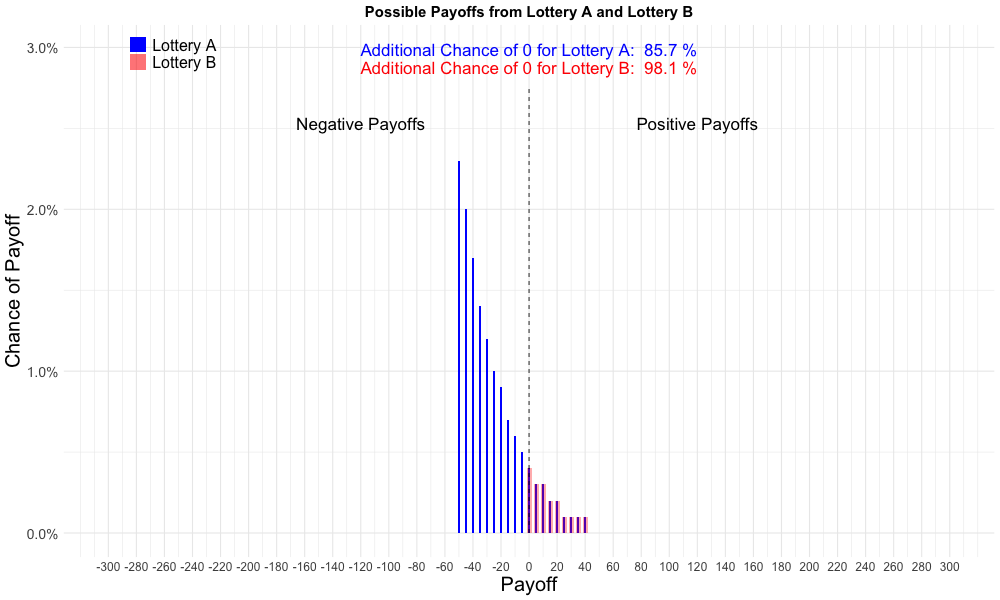 Possible Payoffs from Lottery A and Lottery B
3.0%
Lottery A
Lottery B
Additional Chance of 0 for Lottery A:  85.7 %
Additional Chance of 0 for Lottery B:  98.1 %
Negative Payoffs
Positive Payoffs
2.0%
1.0%
0.0%
Chance of Payoff
-300 -280 -260 -240 -220 -200 -180 -160 -140 -120 -100 -80 -60 -40 -20 0 20 40 60 80 100 120 140 160 180 200 220 240 260 280 300
Payoff